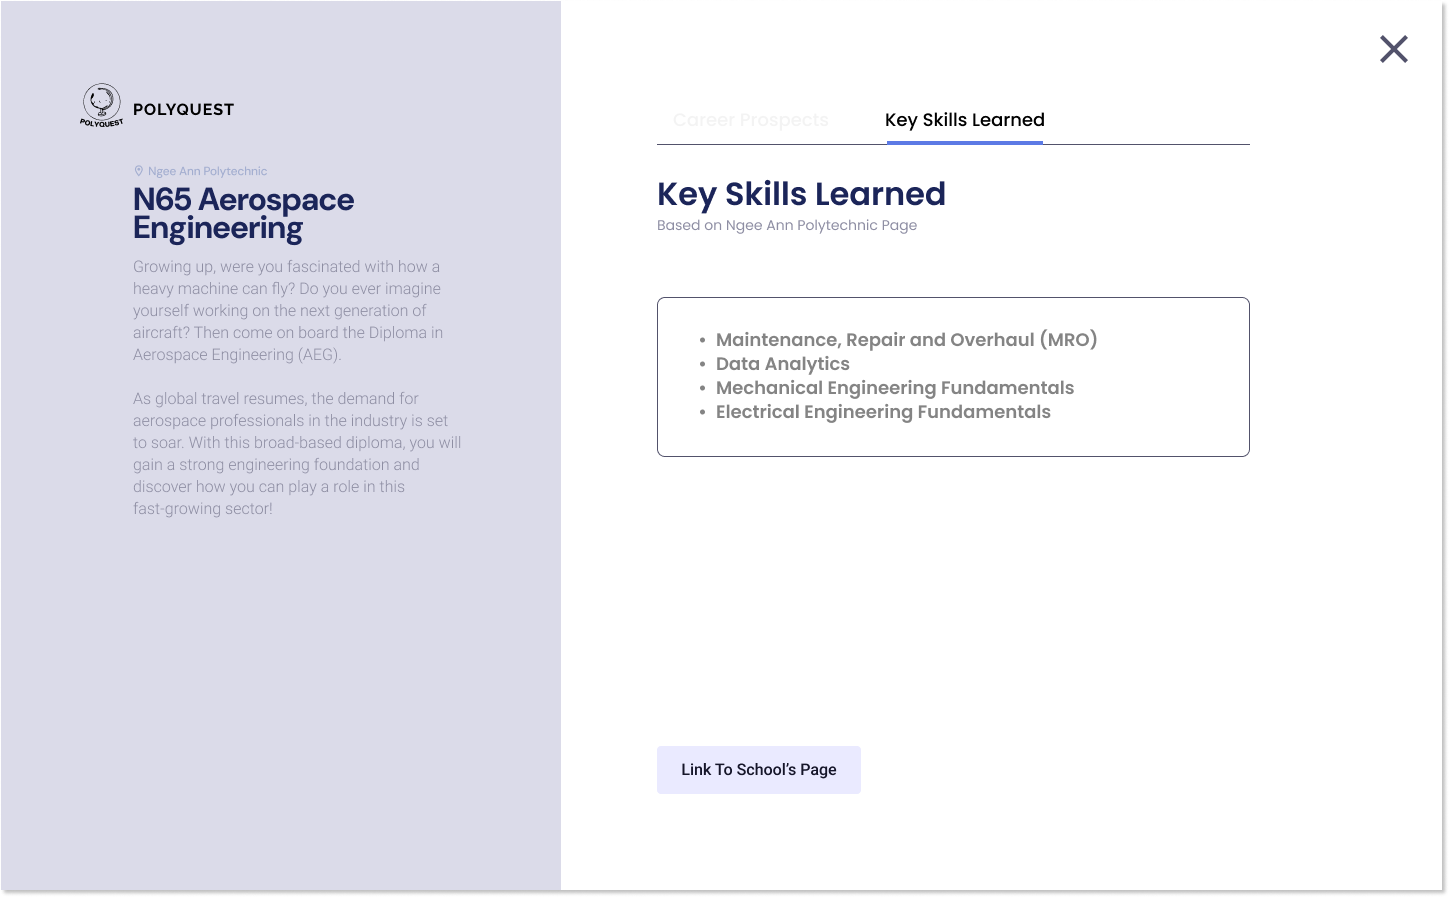 POLYQUEST
POLYQUEST
Ngee Ann Polytechnic
N65 Aerospace
Engineering
Growing up, were you fascinated with how a
heavy machine can fly? Do you ever imagine
yourself working on the next generation of
aircraft? Then come on board the Diploma in
Aerospace Engineering (AEG).
As global travel resumes, the demand for
aerospace professionals in the industry is set
to soar. With this broad-based diploma, you will
gain a strong engineering foundation and
discover how you can play a role in this
fast-growing sector!
Career Prospects
Key Skills Learned
Key Skills Learned
Based on Ngee Ann Polytechnic Page
• Maintenance, Repair and Overhaul (MRO)
• Data Analytics
• Mechanical Engineering Fundamentals
• Electrical Engineering Fundamentals
Link To School’s Page